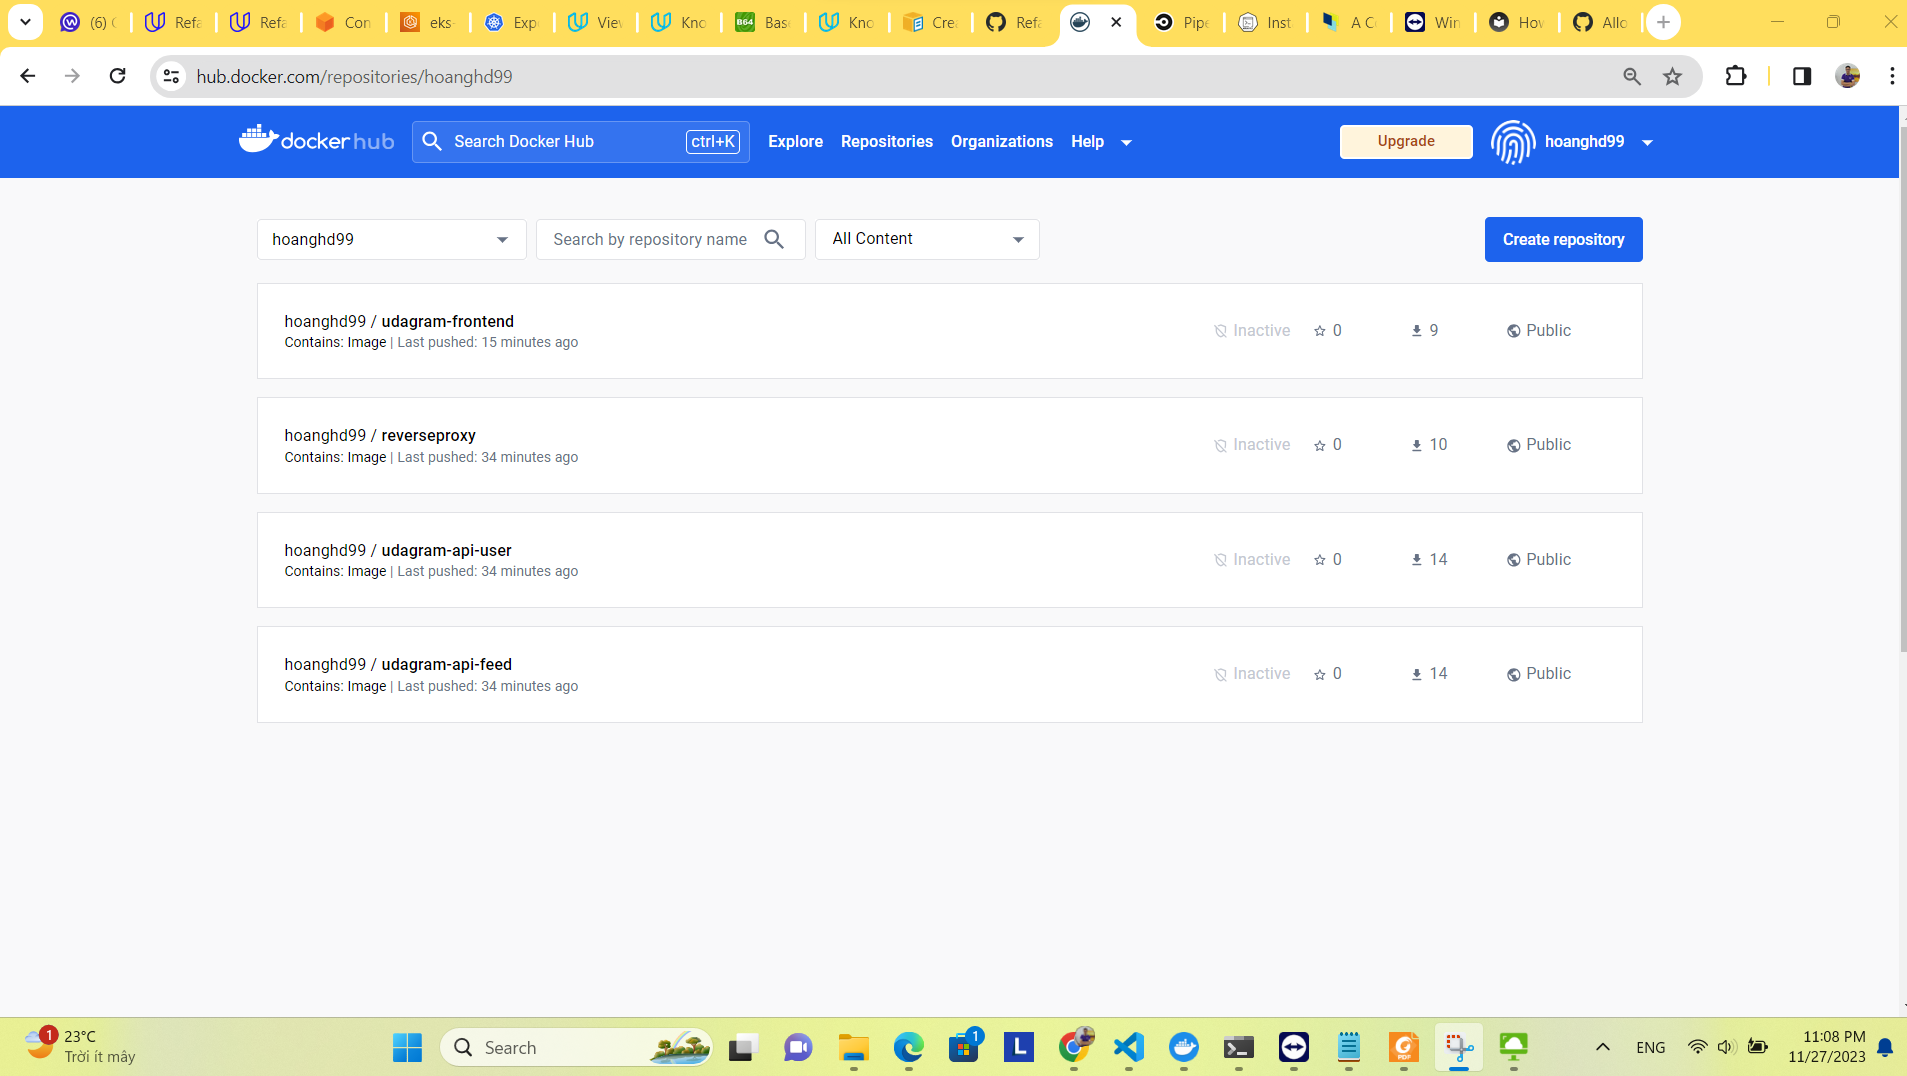 (6)
Refa
Refa
Con
eks-
Exp
View
Kno
B64
Base
Kno
Crea
Refa
Pipe
Inst
A C
Win
How
Allo
hub.docker.com/repositories/hoanghd99
docker hub
Search Docker Hub
ctrl+K
Explore
Repositories
Organizations
Help
Upgrade
hoanghd99
hoanghd99
Search by repository name
All Content
Create repository
hoanghd99 / udagram-frontend
Contains: Image | Last pushed: 15 minutes ago
Inactive
0
9
Public
hoanghd99 / reverseproxy
Contains: Image | Last pushed: 34 minutes ago
Inactive
0
10
Public
hoanghd99 / udagram-api-user
Contains: Image | Last pushed: 34 minutes ago
Inactive
0
14
Public
hoanghd99 / udagram-api-feed
Contains: Image | Last pushed: 34 minutes ago
Inactive
0
14
Public
1
23°C
Trời ít mây
Search
1
L
PDF
ENG
11:08 PM
11/27/2023